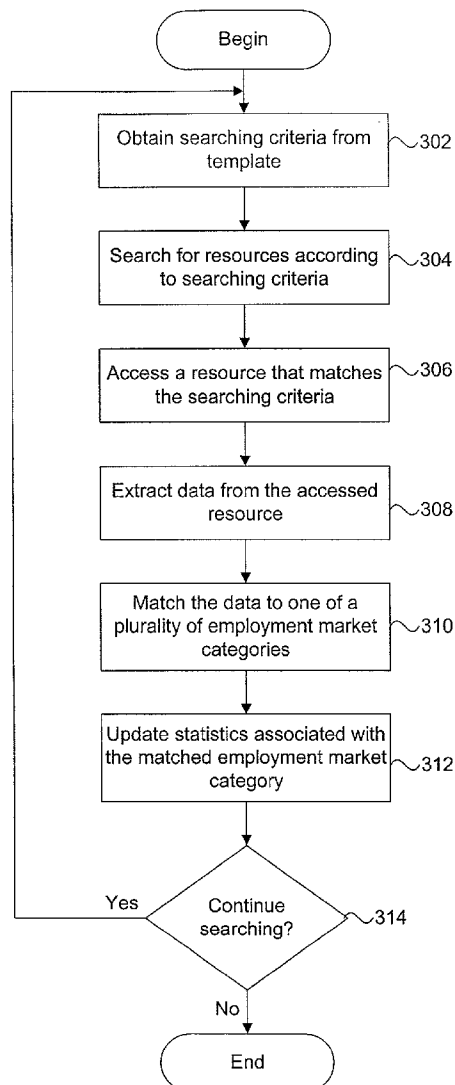 Begin
Obtain searching criteria from
template
302
Search for resources according
to searching criteria
304
Access a resource that matches
the searching criteria
306
Extract data from the accessed
resource
308
Match the data to one of a
plurality of employment market
categories
310
Update statistics associated with
the matched employment market
category
312
Yes
Continue
searching?
314
No
End